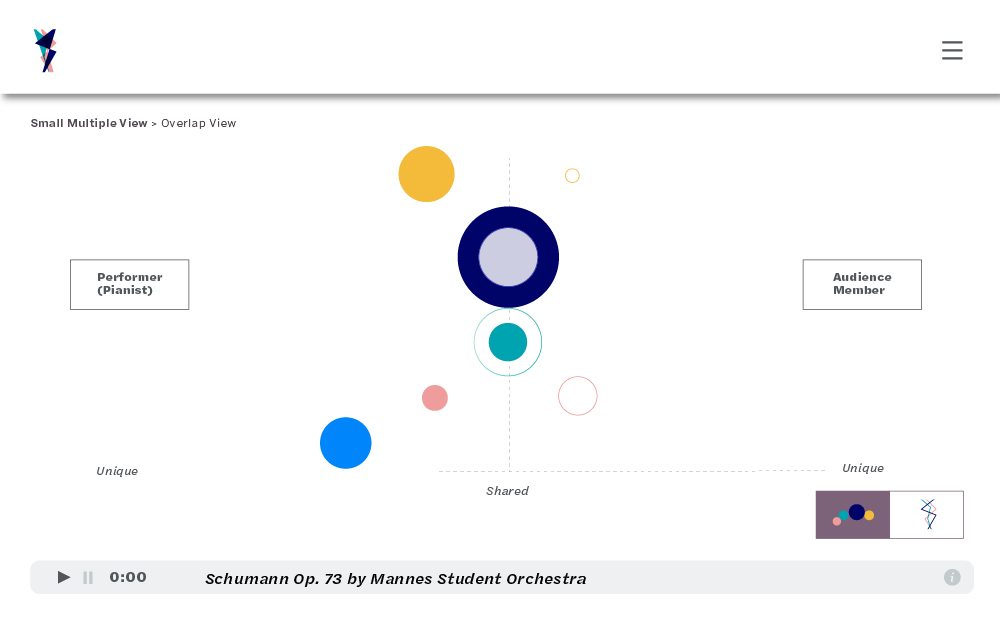 Small Multiple View > Overlap View
Performer
(Pianist)
Audience
Member
Unique
Unique
Shared
0:00
Schumann Op. 73 by Mannes Student Orchestra
i